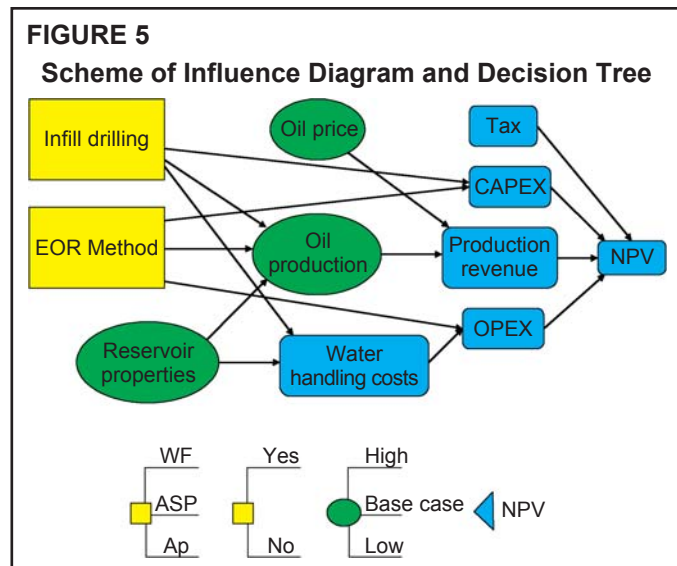 FIGURE 5
Scheme of Influence Diagram and Decision Tree
Infill drilling
Oil price
Tax
CAPEX
EOR Method
Oil
production
Production
revenue
NPV
OPEX
Reservoir
properties
Water
handling costs
WF
ASP
Ap
Yes
No
High
Base case
Low
NPV